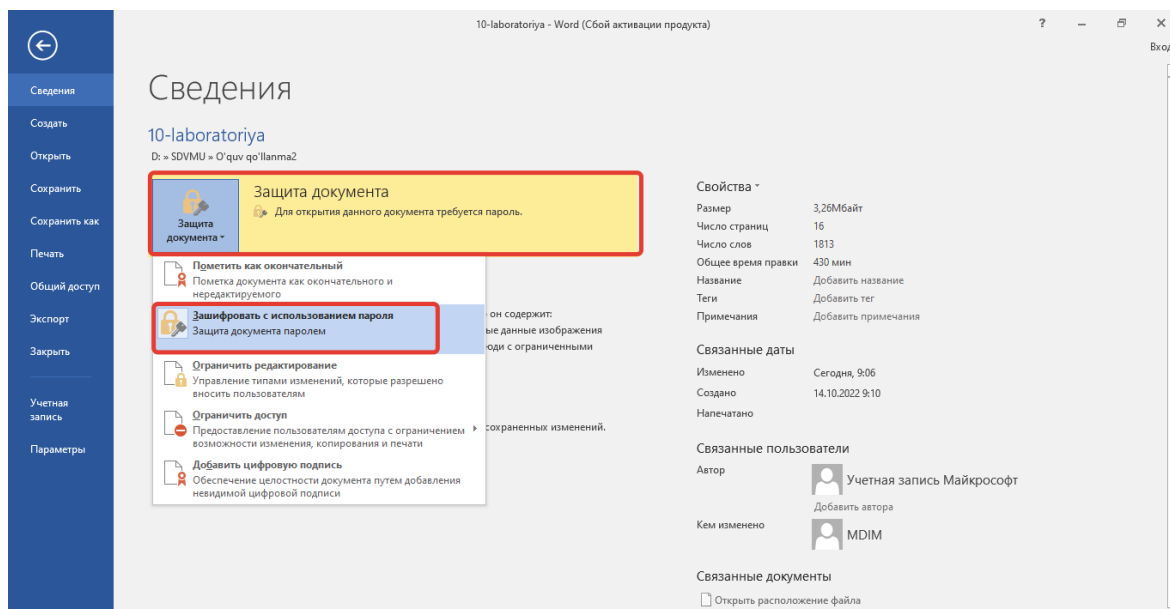 10-laboratoriya - Word (Сбой активации продукта)
?
Вход
Сведения
Создать
Открыть
Сохранить
Сохранить как
Печать
Общий доступ
Экспорт
Закрыть
Учетная
запись
Параметры
Сведения
10-laboratoriya
D: » SDVMU » O'quv qo'llanma2
Защита
документа
Защита документа
Для открытия данного документа требуется пароль.
Пометить как окончательный
Пометка документа как окончательного и
нередактируемого
Зашифровать с использованием пароля
Защита документа паролем
Ограничить редактирование
Управление типами изменений, которые разрешено
вносить пользователям
Ограничить доступ
Предоставление пользователям доступа с ограничением
возможности изменения, копирования и печати
Добавить цифровую подпись
Обеспечение целостности документа путем добавления
невидимой цифровой подписи
он содержит:
ые данные изображения
юди с ограниченными
сохраненных изменений.
Свойства
Размер 3,26Мбайт
Число страниц 16
Число слов 1813
Общее время правки 430 мин
Название Добавить название
Теги Добавить тег
Примечания Добавить примечания
Связанные даты
Изменено Сегодня, 9:06
Создано 14.10.2022 9:10
Напечатано
Связанные пользователи
Автор
Учетная запись Майкрософт
Добавить автора
Кем изменено
MDIM
Связанные документы
Открыть расположение файла